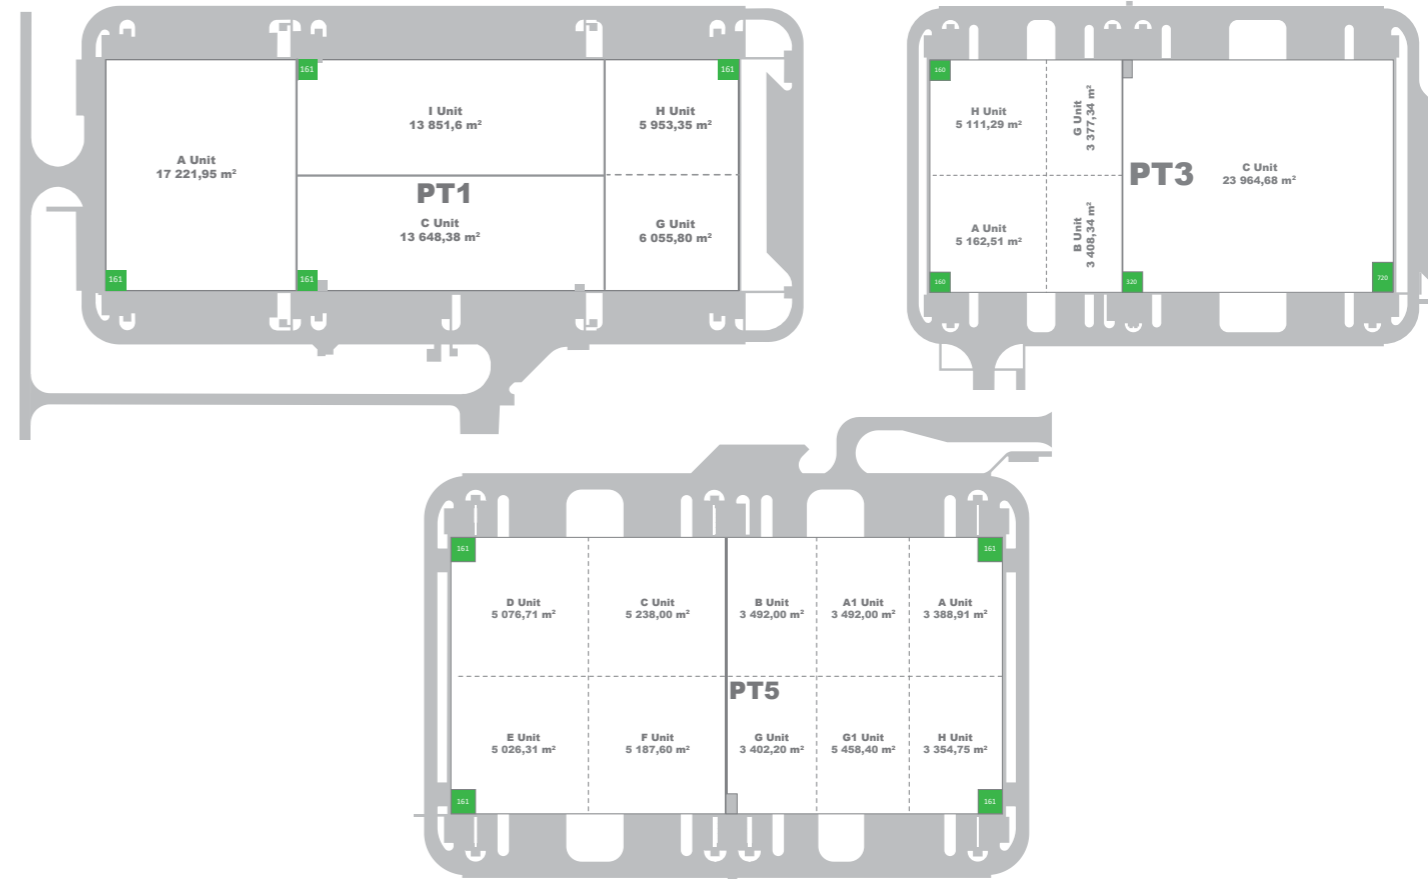 161
161
I Unit
13 851,6 m²
H Unit
5 953,35 m²
A Unit
17 221,95 m²
PT1
C Unit
13 648,38 m²
G Unit
6 055,80 m²
161
161
160
H Unit
5 111,29 m²
G Unit
3 377,34 m²
PT3
C Unit
23 964,68 m²
A Unit
5 162,51 m²
B Unit
3 408,34 m²
160
320
720
161
161
D Unit
5 076,71 m²
C Unit
5 238,00 m²
B Unit
3 492,00 m²
A1 Unit
3 492,00 m²
A Unit
3 388,91 m²
PT5
E Unit
5 026,31 m²
F Unit
5 187,60 m²
G Unit
3 402,20 m²
G1 Unit
5 458,40 m²
H Unit
3 354,75 m²
161
161